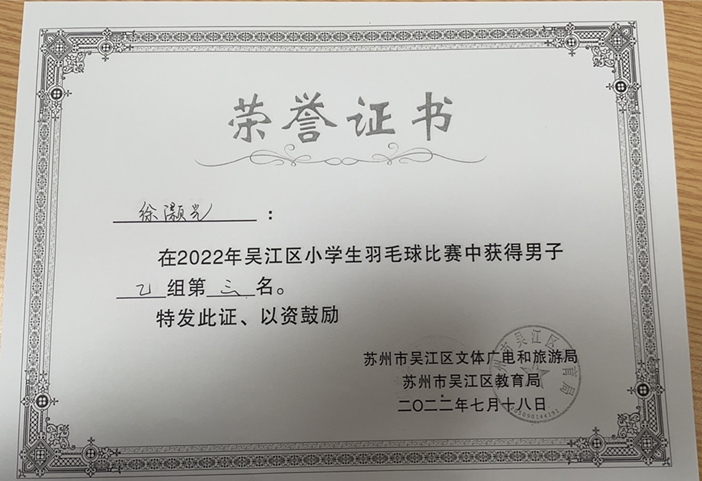 荣誉证书
徐灏光：
在2022年吴江区小学生羽毛球比赛中获得男子
乙组第三名。
特发此证、以资鼓励
苏州市吴江区文体广电和旅游局
苏州市吴江区教育局
二〇二二年七月十八日